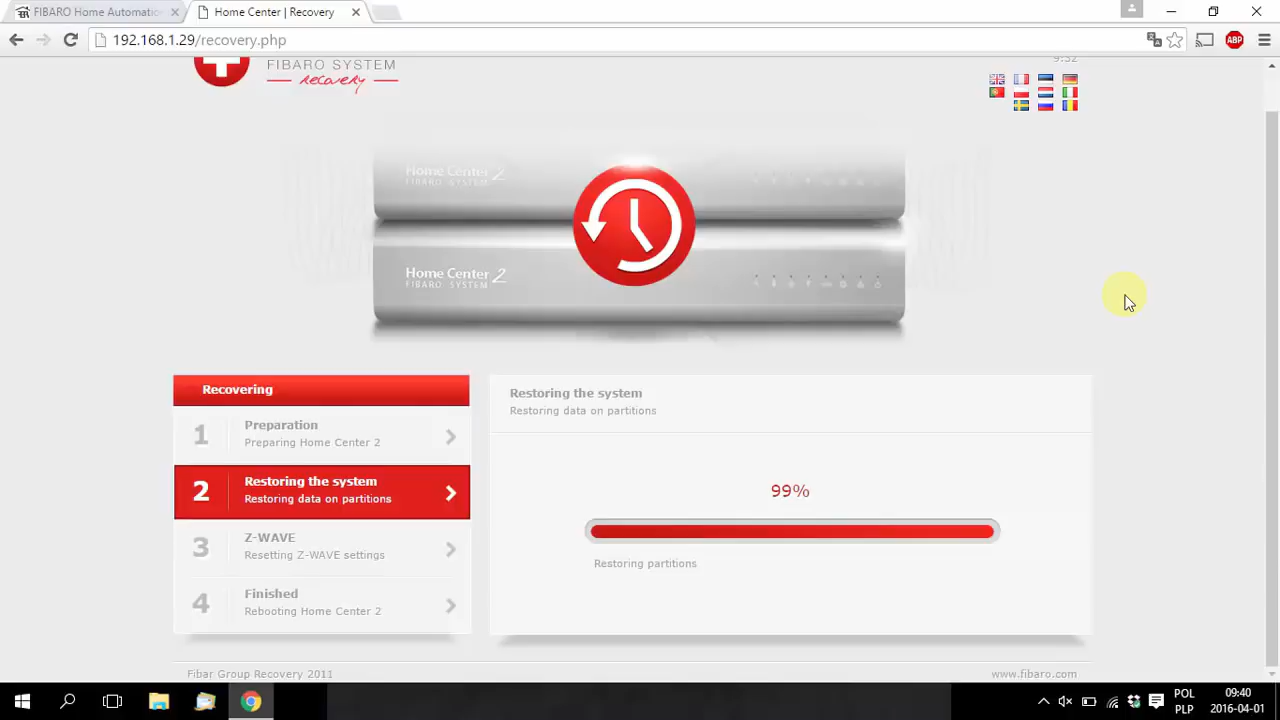 FIBARO Home Automatio
Home Center | Recovery
192.168.1.29/recovery.php
ABP
FIBARO SYSTEM
recovery
9:32
Home Center 2
FIBARO SYSTEM
Home Center 2
FIBARO SYSTEM
Recovering
1
Preparation
Preparing Home Center 2
2
Restoring the system
Restoring data on partitions
3
Z-WAVE
Resetting Z-WAVE settings
4
Finished
Rebooting Home Center 2
Restoring the system
Restoring data on partitions
99%
Restoring partitions
Fibar Group Recovery 2011
www.fibaro.com
POL
PLP
09:40
2016-04-01